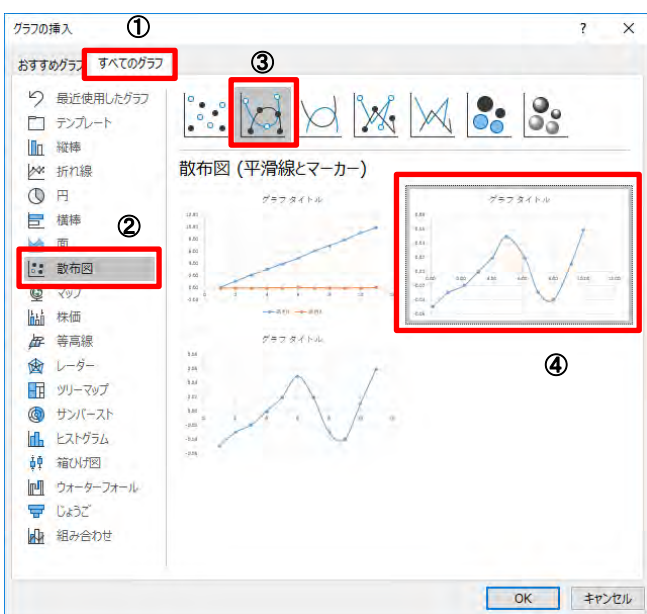 グラフの挿入 ① ? ×
おすすめグラフ すべてのグラフ
③
最近使用したグラフ
テンプレート
縦棒
折れ線
円
横棒
②
面
散布図
マップ
株価
等高線
レーダー
ツリーマップ
サンバースト
ヒストグラム
箱ひげ図
ウォーターフォール
じょうご
組み合わせ
散布図 (平滑線とマーカー)
グラフ タイトル
グラフ タイトル
グラフ タイトル
④
OK キャンセル